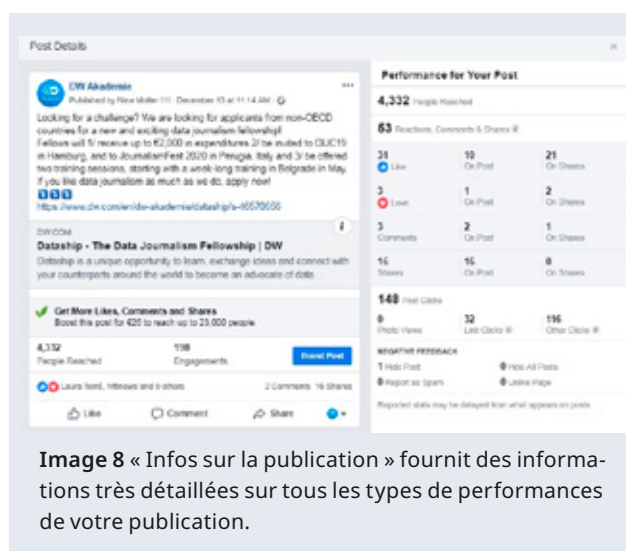 Post Details
DW Akademie
Published by · December 13 at 11:14 AM
Looking for a challenge? We are looking for applicants from non-OECD
countries for a new and exciting data journalism fellowship!
Fellows will 1/ receive up to €2,000 in expenditures 2/ be invited to
in Hamburg, and to JournalismFest 2020 in Perugia, Italy and 3/ be offered
two training sessions, starting with a week-long training in Belgrade in May.
If you like data journalism as much as we do, apply now!
DW.COM
Dataship - The Data Journalism Fellowship | DW
Dataship is a unique opportunity to learn, exchange ideas and connect with
your counterparts around the world to become an advocate of data...
Get More Likes, Comments and Shares
Boost this post for €26 to reach up to 23,000 people.
4,332
People Reached
198
Engagements
Boost Post
and 9 others
2 Comments 16 Shares
Like
Comment
Share
Performance for Your Post
4,332 People Reached
53 Reactions, Comments & Shares
31
Like
10
On Post
21
On Shares
3
Love
1
On Post
2
On Shares
3
Comments
2
On Post
1
On Shares
16
Shares
16
On Post
0
On Shares
148 Post Clicks
0
Photo Views
32
Link Clicks
116
Other Clicks
NEGATIVE FEEDBACK
1 Hide Post
0 Hide All Posts
0 Report as Spam
0 Unlike Page
Reported stats may be delayed from what appears on posts
Image 8 « Infos sur la publication » fournit des informa-
tions très détaillées sur tous les types de performances
de votre publication.